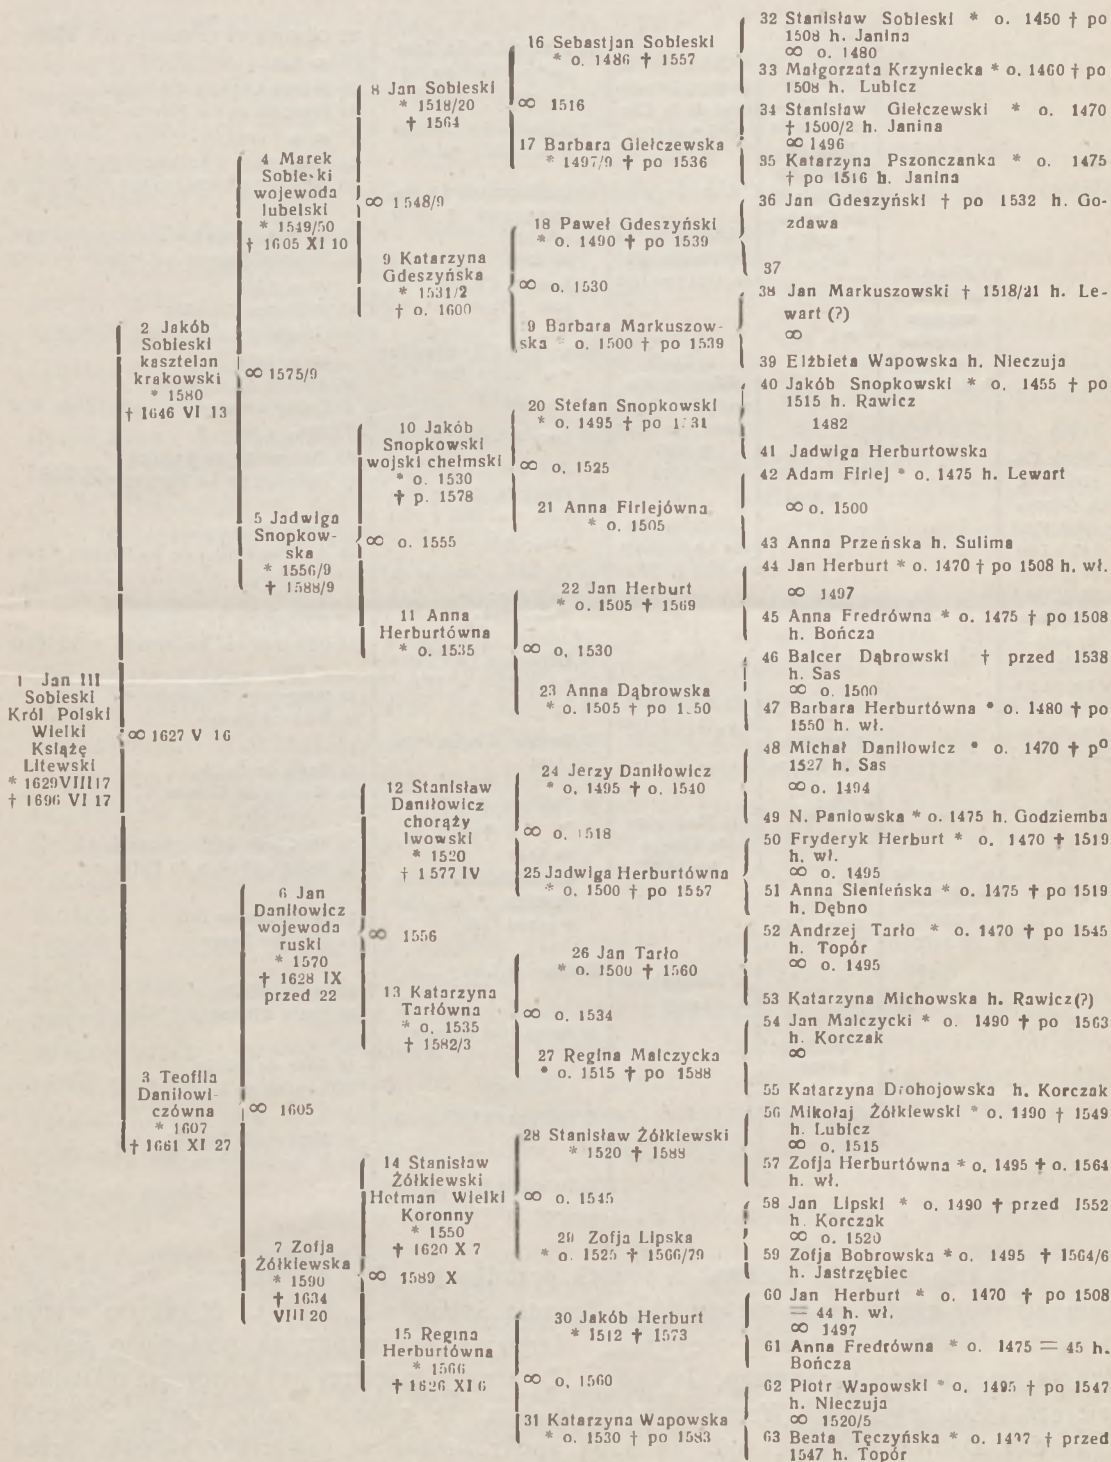 1 Jan III
Sobieski
Król Polski
Wielki
Książę
Litewski
* 1629 VIII 17
† 1696 VI 17
∞ 1627 V 16
2 Jakób
Sobieski
kasztelan
krakowski
* 1580
† 1646 VI 13
3 Teofila
Daniłowi-
czówna
* 1607
† 1661 XI 27
4 Marek
Sobieski
wojewoda
lubelski
* 1549/50
† 1605 XI 10
∞ 1575/9
5 Jadwiga
Snopkow-
ska
* 1556/9
† 1588/9
6 Jan
Daniłowicz
wojewoda
ruski
* 1570
† 1628 IX
przed 22
∞ 1605
7 Zofja
Żółkiewska
* 1590
† 1634
VIII 20
8 Jan Sobieski
* 1518/20
† 1564
∞ 1548/9
9 Katarzyna
Gdeszyńska
* 1531/2
† o. 1600
10 Jakób
Snopkowski
wojski chełmski
* o. 1530
† p. 1578
∞ o. 1555
11 Anna
Herburtówna
* o. 1535
12 Stanisław
Daniłowicz
chorąży
lwowski
* 1520
† 1577 IV
∞ 1556
13 Katarzyna
Tarłówna
* o. 1535
† 1582/3
14 Stanisław
Żółkiewski
Hetman Wielki
Koronny
* 1550
† 1620 X 7
∞ 1589 X
15 Regina
Herburtówna
* 1566
† 1626 XI 6
16 Sebastjan Sobieski
* o. 1486 † 1557
∞ 1516
17 Barbara Giełczewska
* 1497/9 † po 1536
18 Paweł Gdeszyński
* o. 1490 † po 1539
∞ o. 1530
9 Barbara Markuszow-
ska * o. 1500 † po 1539
20 Stefan Snopkowski
* o. 1495 † po
∞ o. 1525
21 Anna Firlejówna
* o. 1505
22 Jan Herburt
* o. 1505 † 1569
∞ o. 1530
23 Anna Dąbrowska
* o. 1505 † po
24 Jerzy Daniłowicz
* o. 1495 † o. 1540
∞ o. 1518
25 Jadwiga Herburtówna
* o. 1500 † po 1557
26 Jan Tarło
* o. 1500 † 1560
∞ o. 1534
27 Regina Malczycka
* o. 1515 † po 1588
28 Stanisław Żółkiewski
* 1520 † 1588
∞ o. 1545
29 Zofja Lipska
* o. 1525 † 1566/79
30 Jakób Herburt
* 1512 † 1573
∞ o. 1560
31 Katarzyna Wapowska
* o. 1530 † po 1583
32 Stanisław Sobieski * o. 1450 † po
1508 h. Janina
∞ o. 1480
33 Małgorzata Krzyniecka * o. 1460 † po
1508 h. Lubicz
34 Stanisław Giełczewski * o. 1470
† 1500/2 h. Janina
∞ 1496
35 Katarzyna Pszonczanka * o. 1475
† po 1516 h. Janina
36 Jan Gdeszyński † po 1532 h. Go-
zdawa
37
38 Jan Markuszowski † 1518/21 h. Le-
wart (?)
∞
39 Elżbieta Wapowska h. Nieczuja
40 Jakób Snopkowski * o. 1455 † po
1515 h. Rawicz
1482
41 Jadwiga Herburtowska
42 Adam Firlej * o. 1475 h. Lewart
∞ o. 1500
43 Anna Przeńska h. Sulima
44 Jan Herburt * o. 1470 † po 1508 h. wł.
∞ 1497
45 Anna Fredrówna * o. 1475 † po 1508
h. Bończa
46 Balcer Dąbrowski † przed 1538
h. Sas
∞ o. 1500
47 Barbara Herburtówna * o. 1480 † po
1550 h. wł.
48 Michał Daniłowicz * o. 1470 † po
1527 h. Sas
∞ o. 1494
49 N. Paniowska * o. 1475 h. Godziemba
50 Fryderyk Herburt * o. 1470 † 1519
h. wł.
∞ o. 1495
51 Anna Sienieńska * o. 1475 † po 1519
h. Dębno
52 Andrzej Tarło * o. 1470 † po 1545
h. Topór
∞ o. 1495
53 Katarzyna Michowska h. Rawicz(?)
54 Jan Malczycki * o. 1490 † po 1563
h. Korczak
∞
55 Katarzyna Drohojowska h. Korczak
56 Mikołaj Żółkiewski * o. 1490 † 1549
h. Lubicz
∞ o. 1515
57 Zofja Herburtówna * o. 1495 † o. 1564
h. wł.
58 Jan Lipski * o. 1490 † przed 1552
h. Korczak
∞ o. 1520
59 Zofja Bobrowska * o. 1495 † 1564/6
h. Jastrzębiec
60 Jan Herburt * o. 1470 † po 1508
= 44 h. wł.
∞ 1497
61 Anna Fredrówna * o. 1475 = 45 h.
Bończa
62 Piotr Wapowski * o. 1495 † po 1547
h. Nieczuja
∞ 1520/5
63 Beata Tęczyńska * o. 1497 † przed
1547 h. Topór